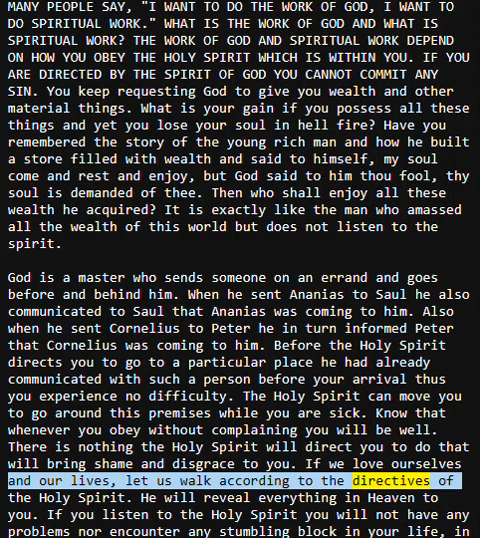 MANY PEOPLE SAY, "I WANT TO DO THE WORK OF GOD, I WANT TO
DO SPIRITUAL WORK." WHAT IS THE WORK OF GOD AND WHAT IS
SPIRITUAL WORK? THE WORK OF GOD AND SPIRITUAL WORK DEPEND
ON HOW YOU OBEY THE HOLY SPIRIT WHICH IS WITHIN YOU. IF YOU
ARE DIRECTED BY THE SPIRIT OF GOD YOU CANNOT COMMIT ANY
SIN. You keep requesting God to give you wealth and other
material things. What is your gain if you possess all these
things and yet you lose your soul in hell fire? Have you
remembered the story of the young rich man and how he built
a store filled with wealth and said to himself, my soul
come and rest and enjoy, but God said to him thou fool, thy
soul is demanded of thee. Then who shall enjoy all these
wealth he acquired? It is exactly like the man who amassed
all the wealth of this world but does not listen to the
spirit.
God is a master who sends someone on an errand and goes
before and behind him. When he sent Ananias to Saul he also
communicated to Saul that Ananias was coming to him. Also
when he sent Cornelius to Peter he in turn informed Peter
that Cornelius was coming to him. Before the Holy Spirit
directs you to go to a particular place he had already
communicated with such a person before your arrival thus
you experience no difficulty. The Holy Spirit can move you
to go around this premises while you are sick. Know that
whenever you obey without complaining you will be well.
There is nothing the Holy Spirit will direct you to do that
will bring shame and disgrace to you. If we love ourselves
and our lives, let us walk according to the directives of
the Holy Spirit. He will reveal everything in Heaven to
you. If you listen to the Holy Spirit you will not have any
problems nor encounter any stumbling block in your life, in